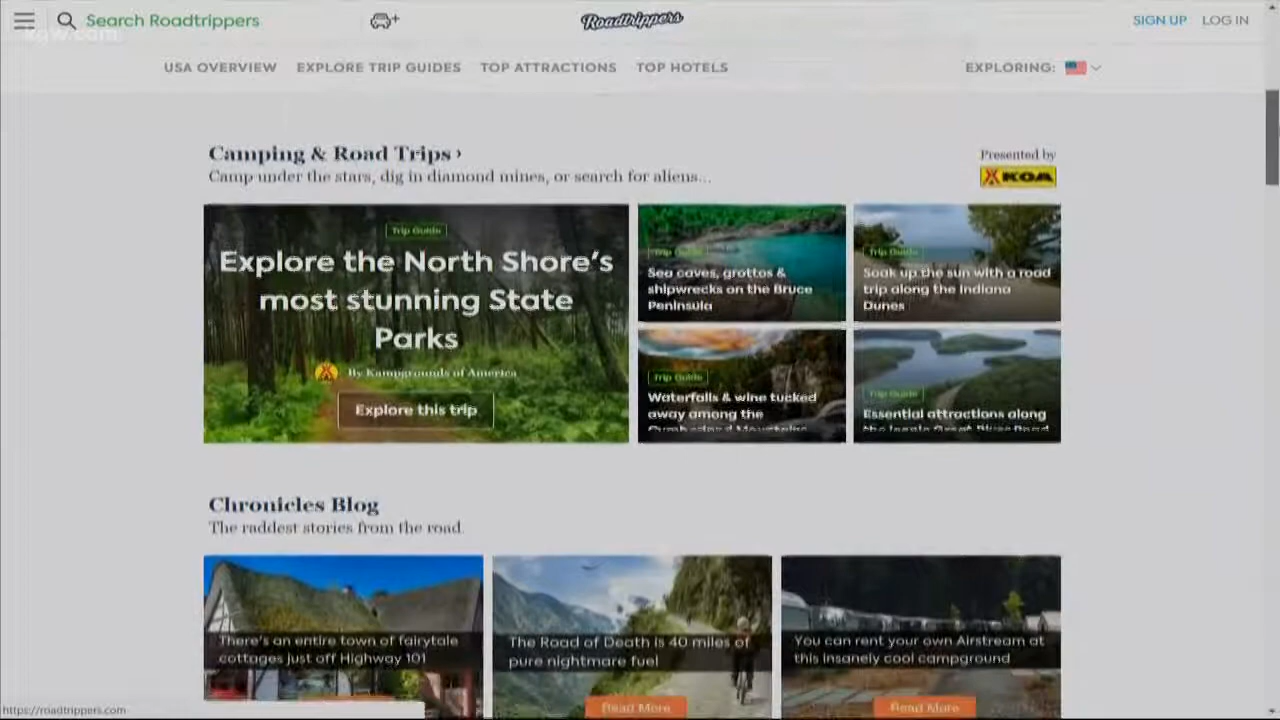 Search Roadtrippers
Roadtrippers
SIGN UP LOG IN
kgw.com
USA OVERVIEW EXPLORE TRIP GUIDES TOP ATTRACTIONS TOP HOTELS EXPLORING:
Camping & Road Trips ›
Camp under the stars, dig in diamond mines, or search for aliens...
Presented by
KOA
Trip Guide
Explore the North Shore's
most stunning State
Parks
By Kampgrounds of America
Explore this trip
Trip Guide
Sea caves, grottos &
shipwrecks on the Bruce
Peninsula
Trip Guide
Soak up the sun with a road
trip along the Indiana
Dunes
Trip Guide
Waterfalls & wine tucked
away among the
Trip Guide
Essential attractions along
Chronicles Blog
The raddest stories from the road.
There's an entire town of fairytale
cottages just off Highway 101
The Road of Death is 40 miles of
pure nightmare fuel
Read More
You can rent your own Airstream at
this insanely cool campground
Read More
https://roadtrippers.com